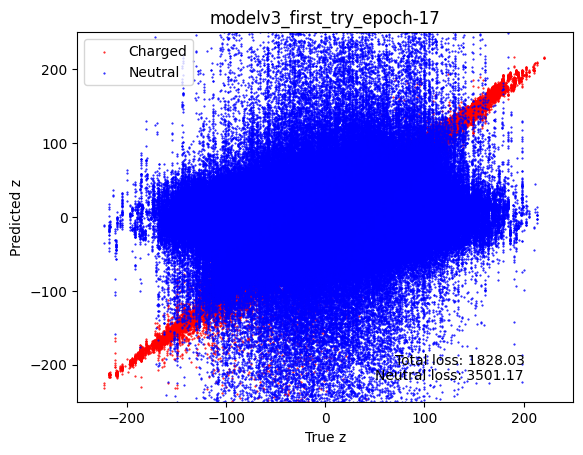 modelv3_first_try_epoch-17
Charged
Neutral
200
100
0
−100
−200
Predicted z
Total loss: 1828.03
Neutral loss: 3501.17
−200
−100
0
100
200
True z